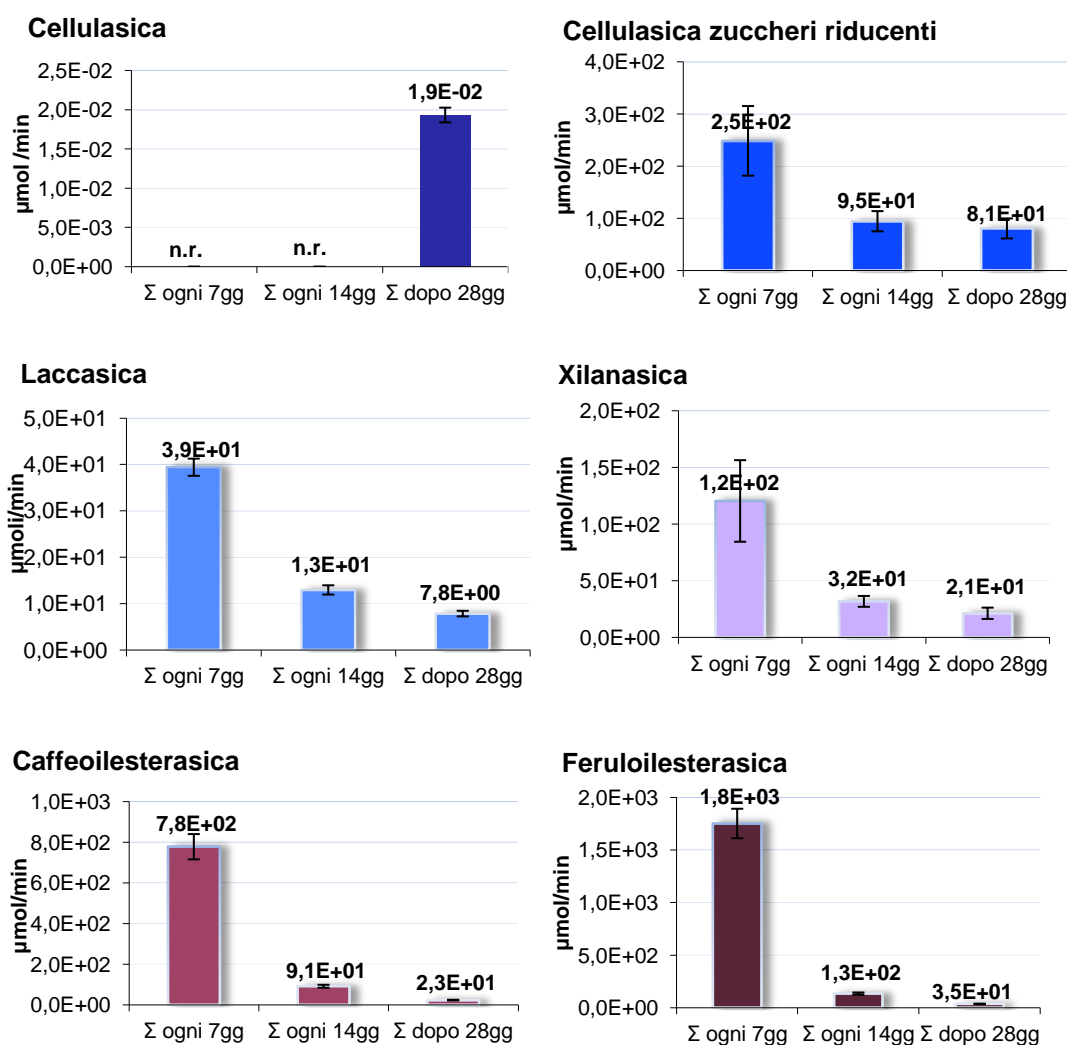 Cellulasica
2,5E-02
2,0E-02
1,5E-02
1,0E-02
5,0E-03
0,0E+00
µmol /min
n.r.
n.r.
1,9E-02
Σ ogni 7gg Σ ogni 14gg Σ dopo 28gg
Cellulasica zuccheri riducenti
4,0E+02
3,0E+02
2,0E+02
1,0E+02
0,0E+00
µmol/min
2,5E+02
9,5E+01
8,1E+01
Σ ogni 7gg Σ ogni 14gg Σ dopo 28gg
Laccasica
5,0E+01
4,0E+01
3,0E+01
2,0E+01
1,0E+01
0,0E+00
µmoli/min
3,9E+01
1,3E+01
7,8E+00
Σ ogni 7gg Σ ogni 14gg Σ dopo 28gg
Xilanasica
2,0E+02
1,5E+02
1,0E+02
5,0E+01
0,0E+00
µmol/min
1,2E+02
3,2E+01
2,1E+01
Σ ogni 7gg Σ ogni 14gg Σ dopo 28gg
Caffeoilesterasica
1,0E+03
8,0E+02
6,0E+02
4,0E+02
2,0E+02
0,0E+00
µmol/min
7,8E+02
9,1E+01
2,3E+01
Σ ogni 7gg Σ ogni 14gg Σ dopo 28gg
Feruloilesterasica
2,0E+03
1,5E+03
1,0E+03
5,0E+02
0,0E+00
µmol/min
1,8E+03
1,3E+02
3,5E+01
Σ ogni 7gg Σ ogni 14gg Σ dopo 28gg